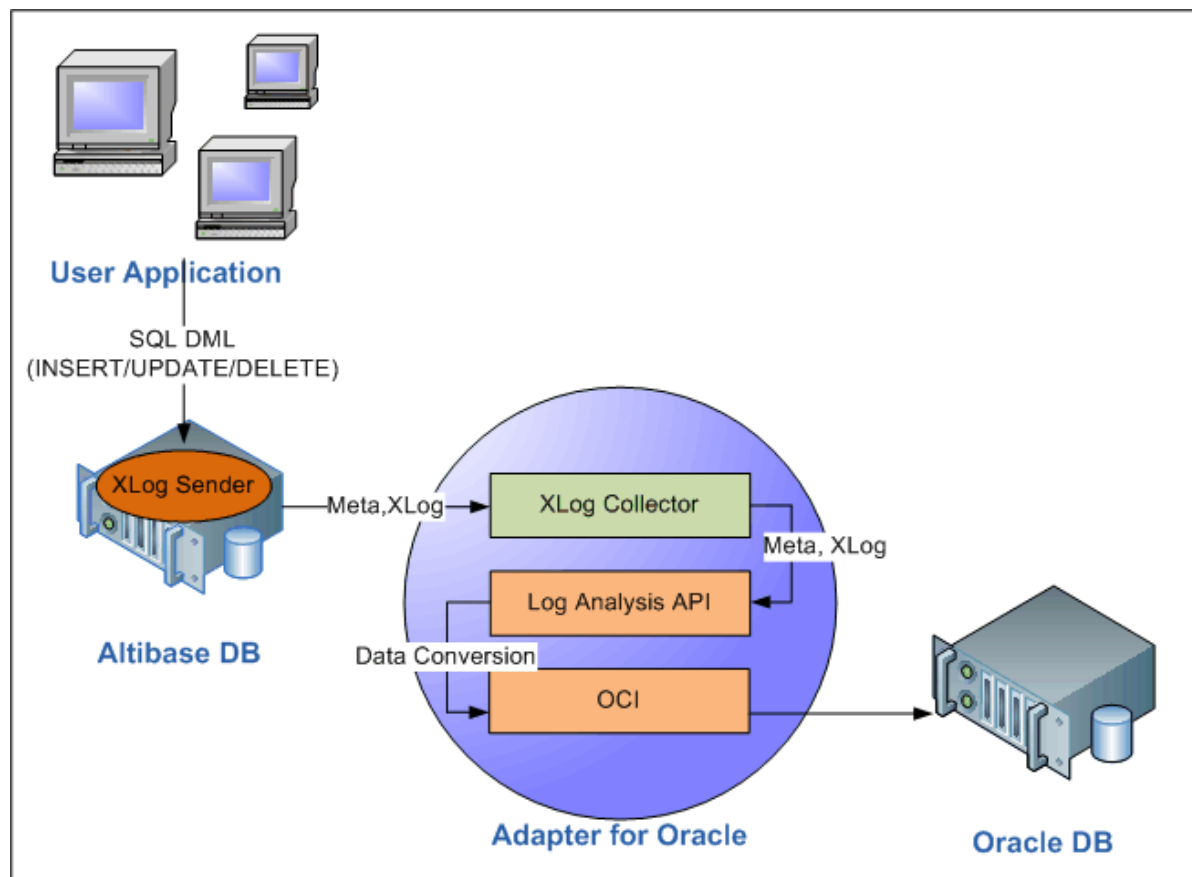 User Application
SQL DML
(INSERT/UPDATE/DELETE)
XLog Sender
Meta,XLog
XLog Collector
Meta, XLog
Log Analysis API
Data Conversion
OCI
Altibase DB
Adapter for Oracle
Oracle DB